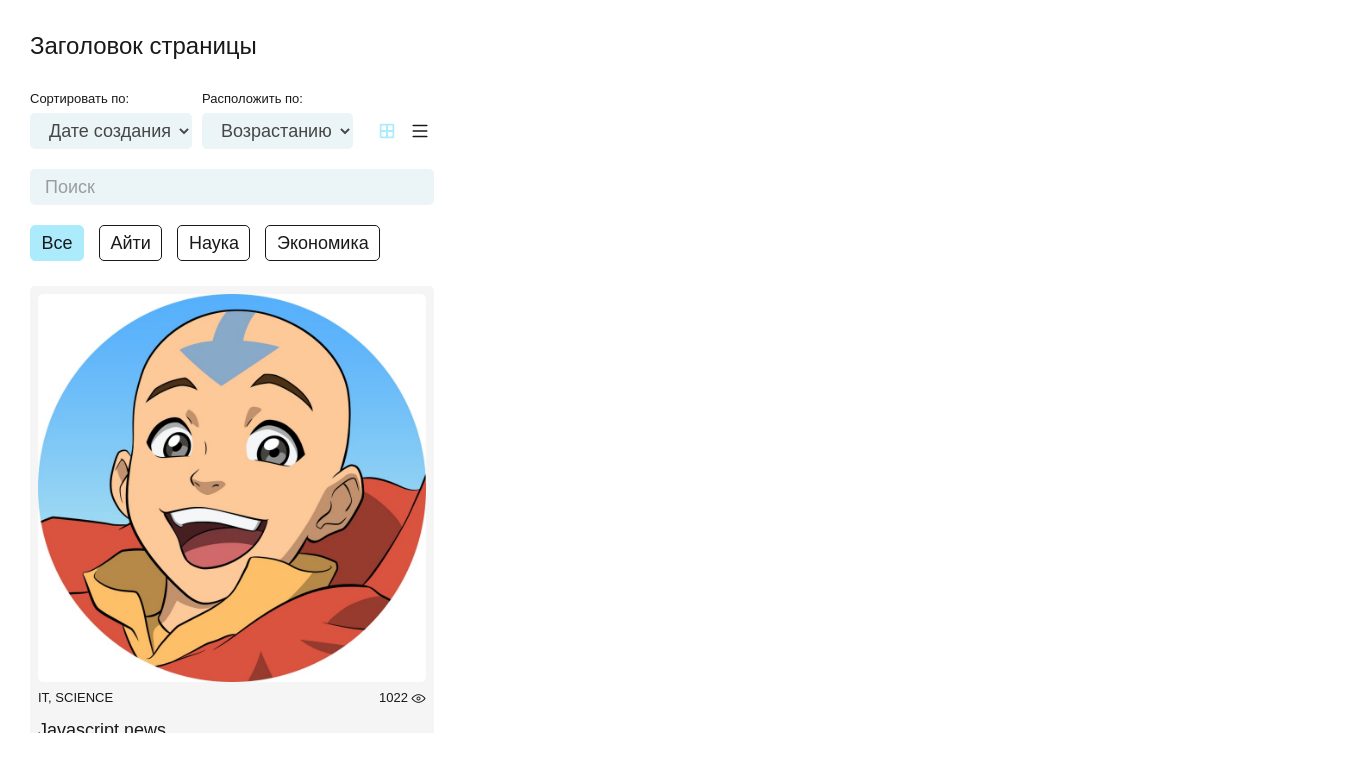 Заголовок страницы
Сортировать по: Расположить по:
Дате создания Возрастанию
Поиск
Все Айти Наука Экономика
IT, SCIENCE 1022
Javascript news